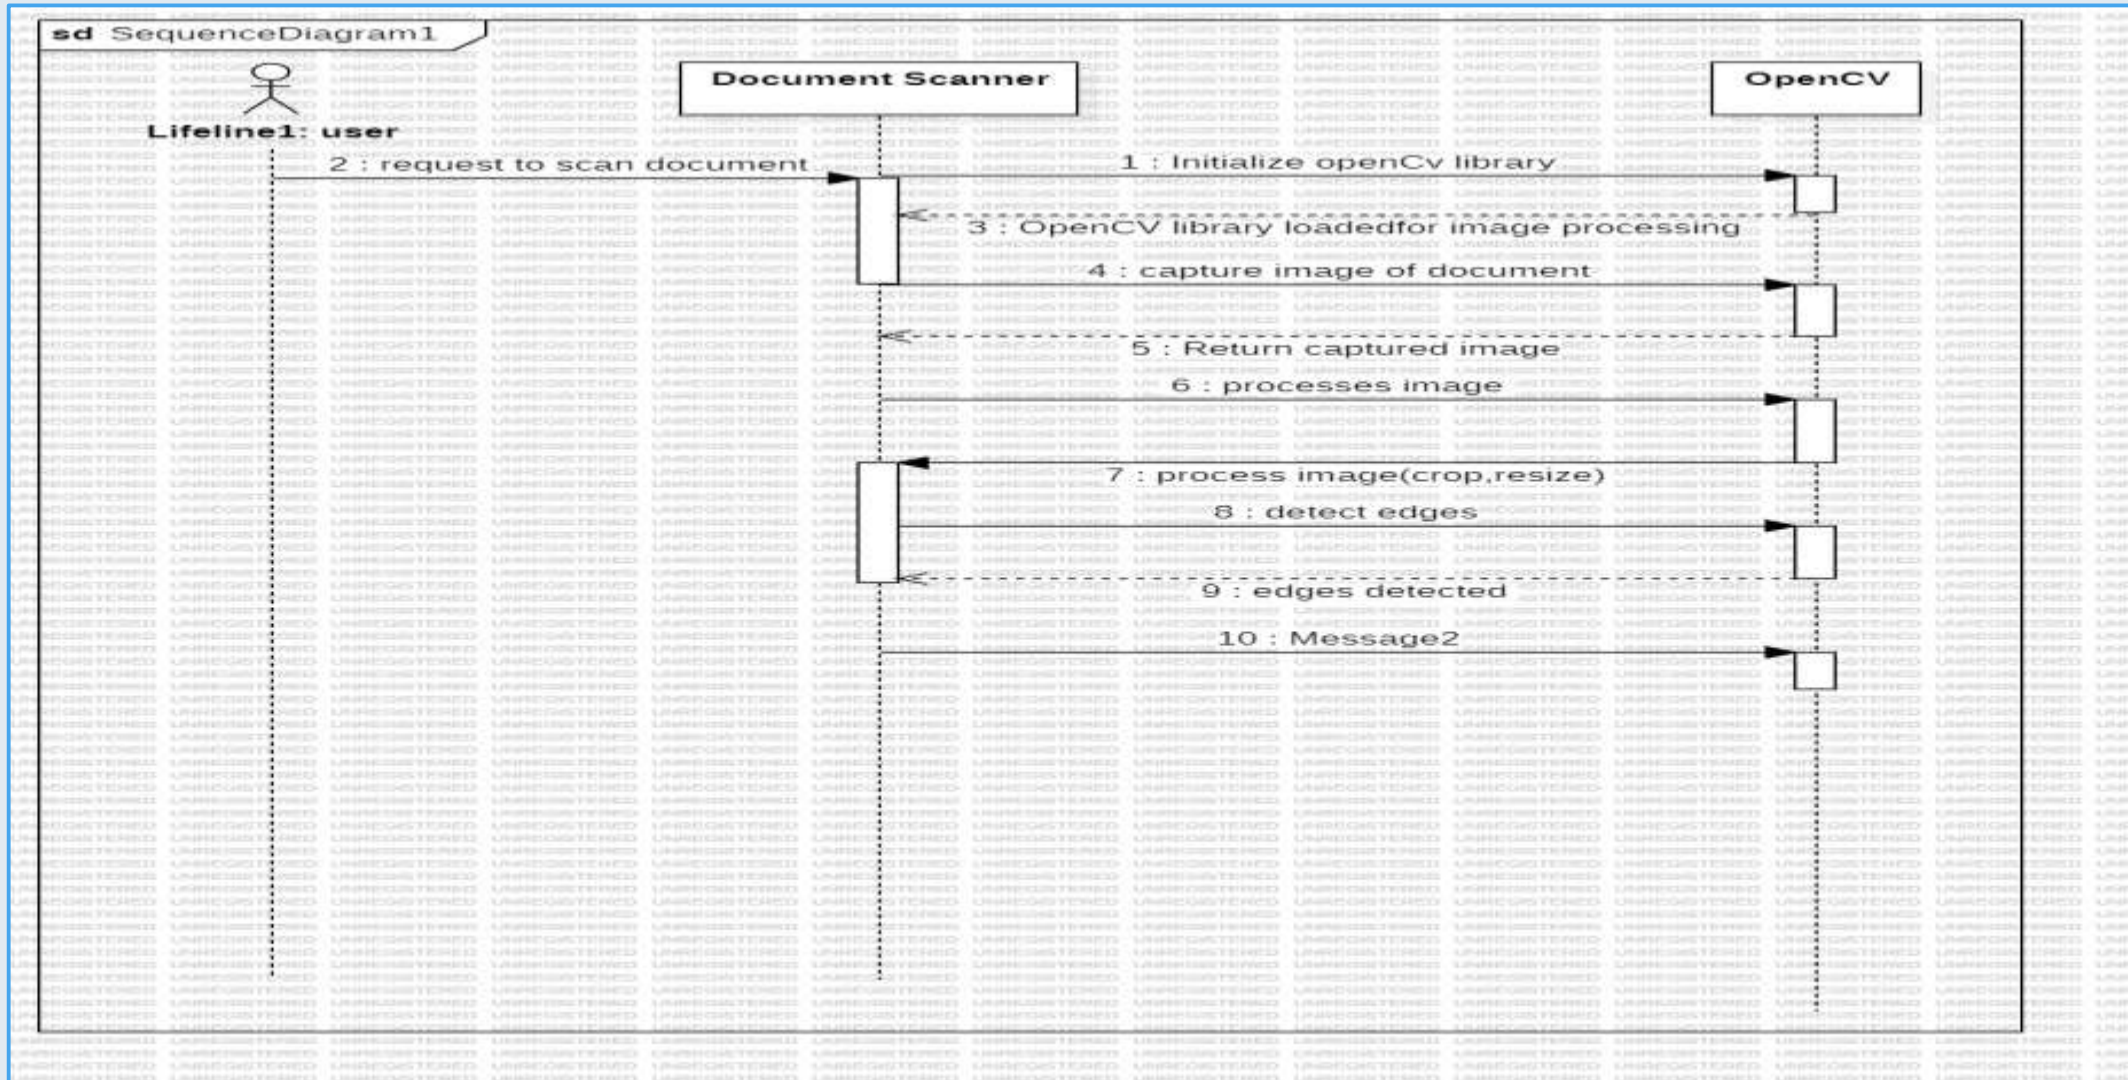 sd SequenceDiagram1
Document Scanner
OpenCV
Lifeline1: user
2 : request to scan document
1 : Initialize openCv library
3 : OpenCV library loadedfor image processing
4 : capture image of document
5 : Return captured image
6 : processes image
7 : process image(crop,resize)
8 : detect edges
9 : edges detected
10 : Message2